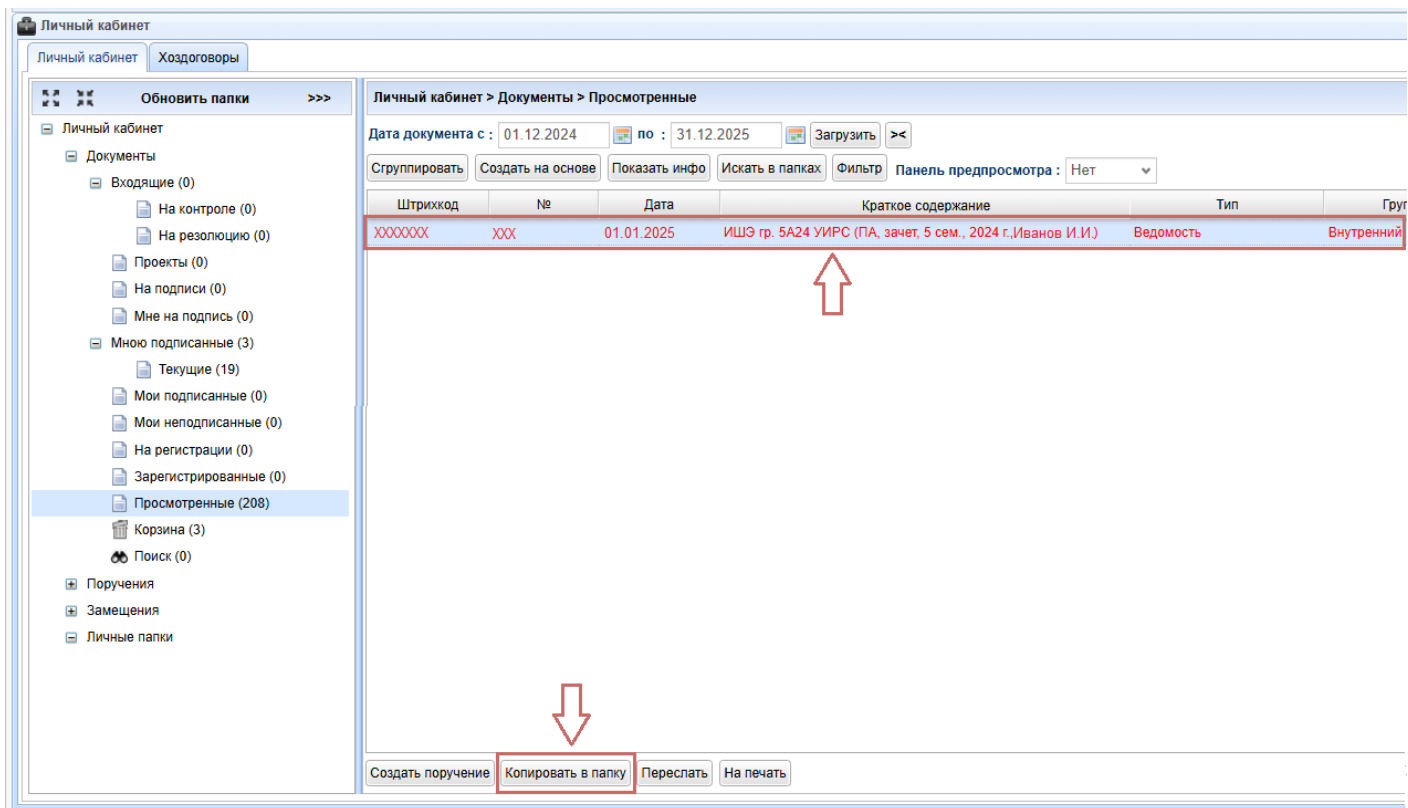 Личный кабинет
Личный кабинет Хоздоговоры
Обновить папки >>>
Личный кабинет
Документы
Входящие (0)
На контроле (0)
На резолюцию (0)
Проекты (0)
На подписи (0)
Мне на подпись (0)
Мною подписанные (3)
Текущие (19)
Мои подписанные (0)
Мои неподписанные (0)
На регистрации (0)
Зарегистрированные (0)
Просмотренные (208)
Корзина (3)
Поиск (0)
Поручения
Замещения
Личные папки
Личный кабинет > Документы > Просмотренные
Дата документа с : 01.12.2024 по : 31.12.2025 Загрузить ><
Сгруппировать Создать на основе Показать инфо Искать в папках Фильтр Панель предпросмотра : Нет
Штрихкод № Дата Краткое содержание Тип Груп
XXXXXXX XXX 01.01.2025 ИШЭ гр. 5А24 УИРС (ПА, зачет, 5 сем., 2024 г.,Иванов И.И.) Ведомость Внутренний
Создать поручение Копировать в папку Переслать На печать